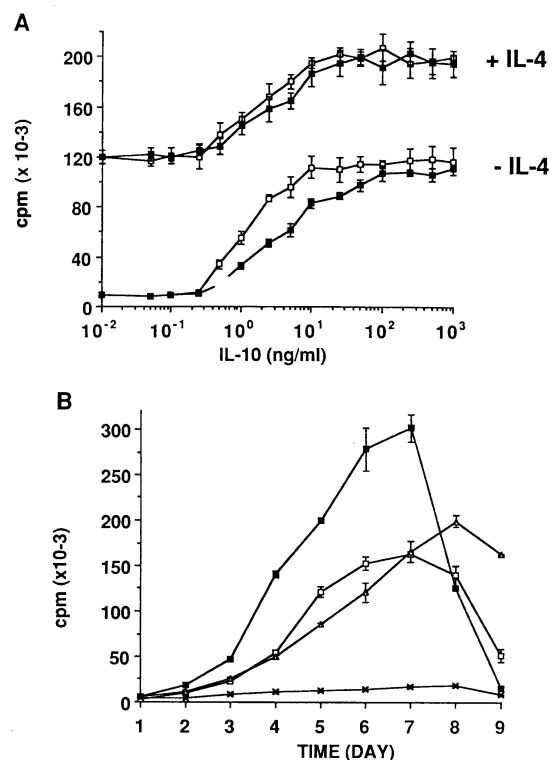 A
200
160
120
80
40
0
cpm (x 10-3)
+ IL-4
- IL-4
10-2 10-1 100 101 102 103
IL-10 (ng/ml)
B
300
250
200
150
100
50
0
cpm (x10-3)
1 2 3 4 5 6 7 8 9
TIME (DAY)